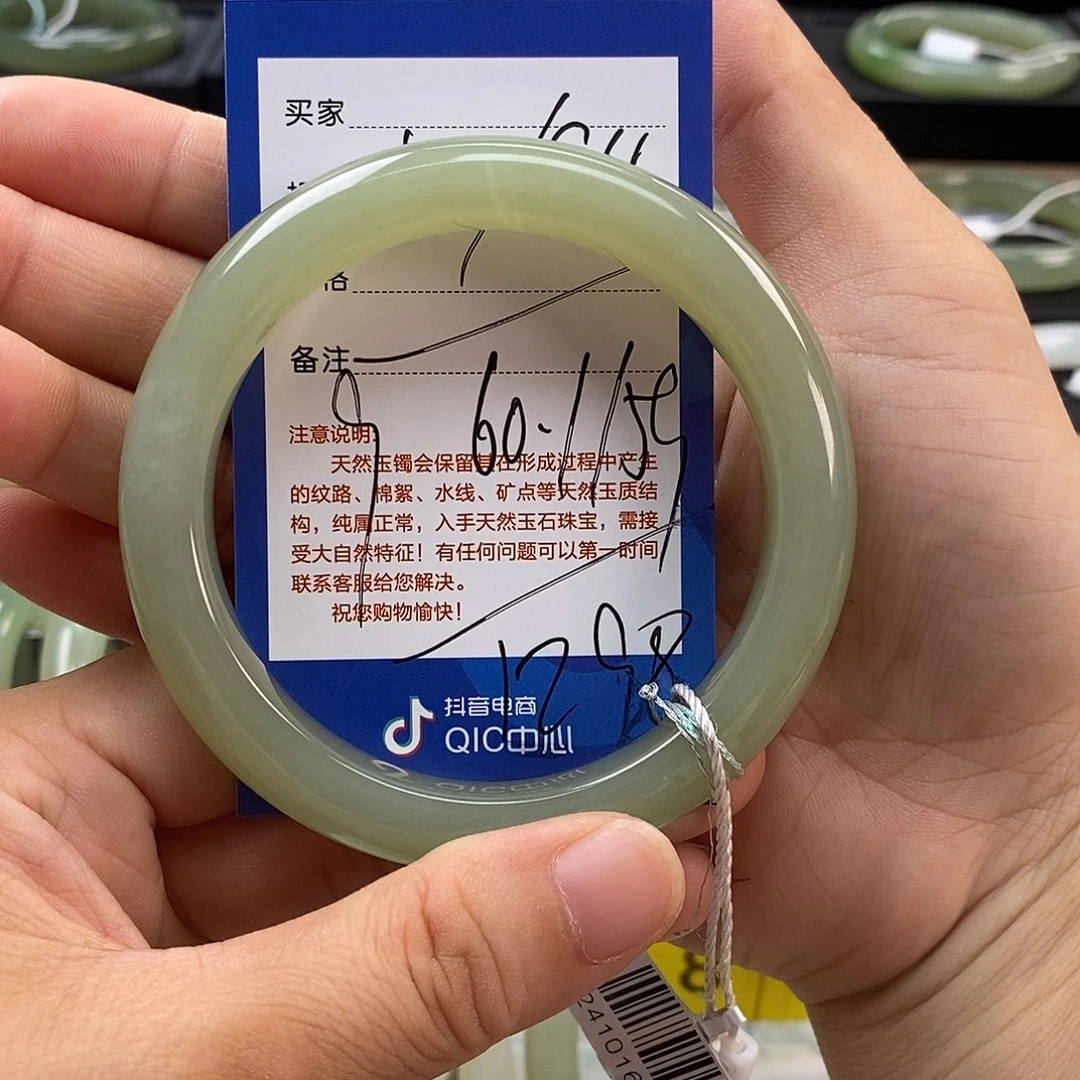 买家
格
备注
60.1/59
注意说明:
天然玉镯会保留其在形成过程中产生
的纹路、棉絮、水线、矿点等天然玉质结
构，纯属正常，入手天然玉石珠宝，需接
受大自然特征！有任何问题可以第一时间
联系客服给您解决。
祝您购物愉快！
1298
抖音电商
QIC中心
241016